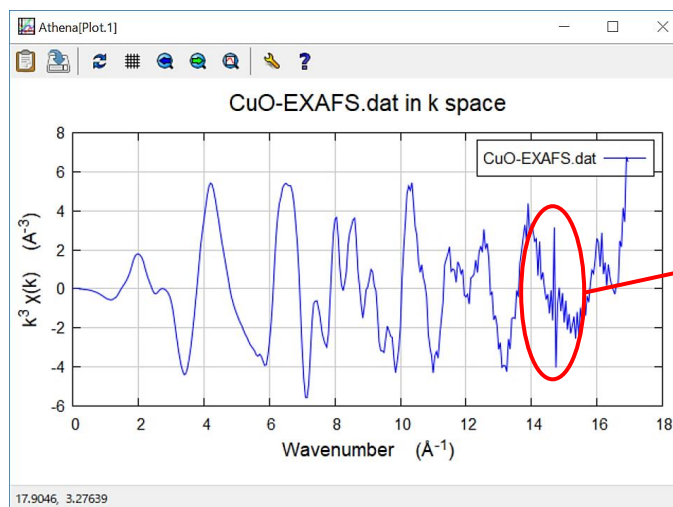 Athena[Plot.1]
CuO-EXAFS.dat in k space
CuO-EXAFS.dat
k³ χ(k) (A⁻³)
8
6
4
2
0
-2
-4
-6
0 2 4 6 8 10 12 14 16 18
Wavenumber (Å⁻¹)
17.9046, 3.27639